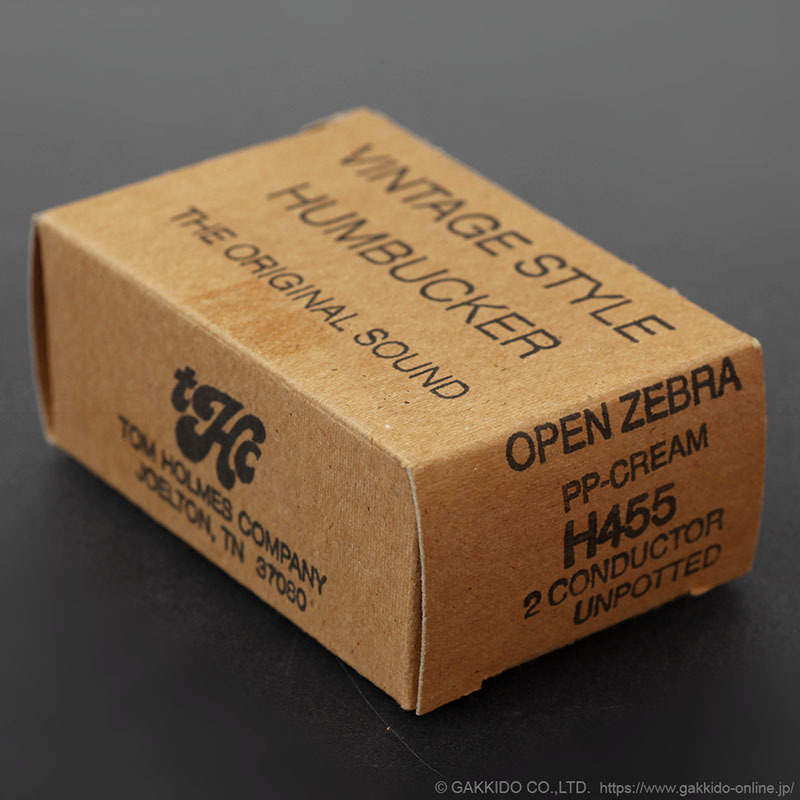 VINTAGE STYLE
HUMBUCKER
THE ORIGINAL SOUND
tHc
TOM HOLMES COMPANY
JOELTON, TN 37080
OPEN ZEBRA
PP-CREAM
H455
2 CONDUCTOR
UNPOTTED
© GAKKIDO CO.,LTD. https://www.gakkido-online.jp/